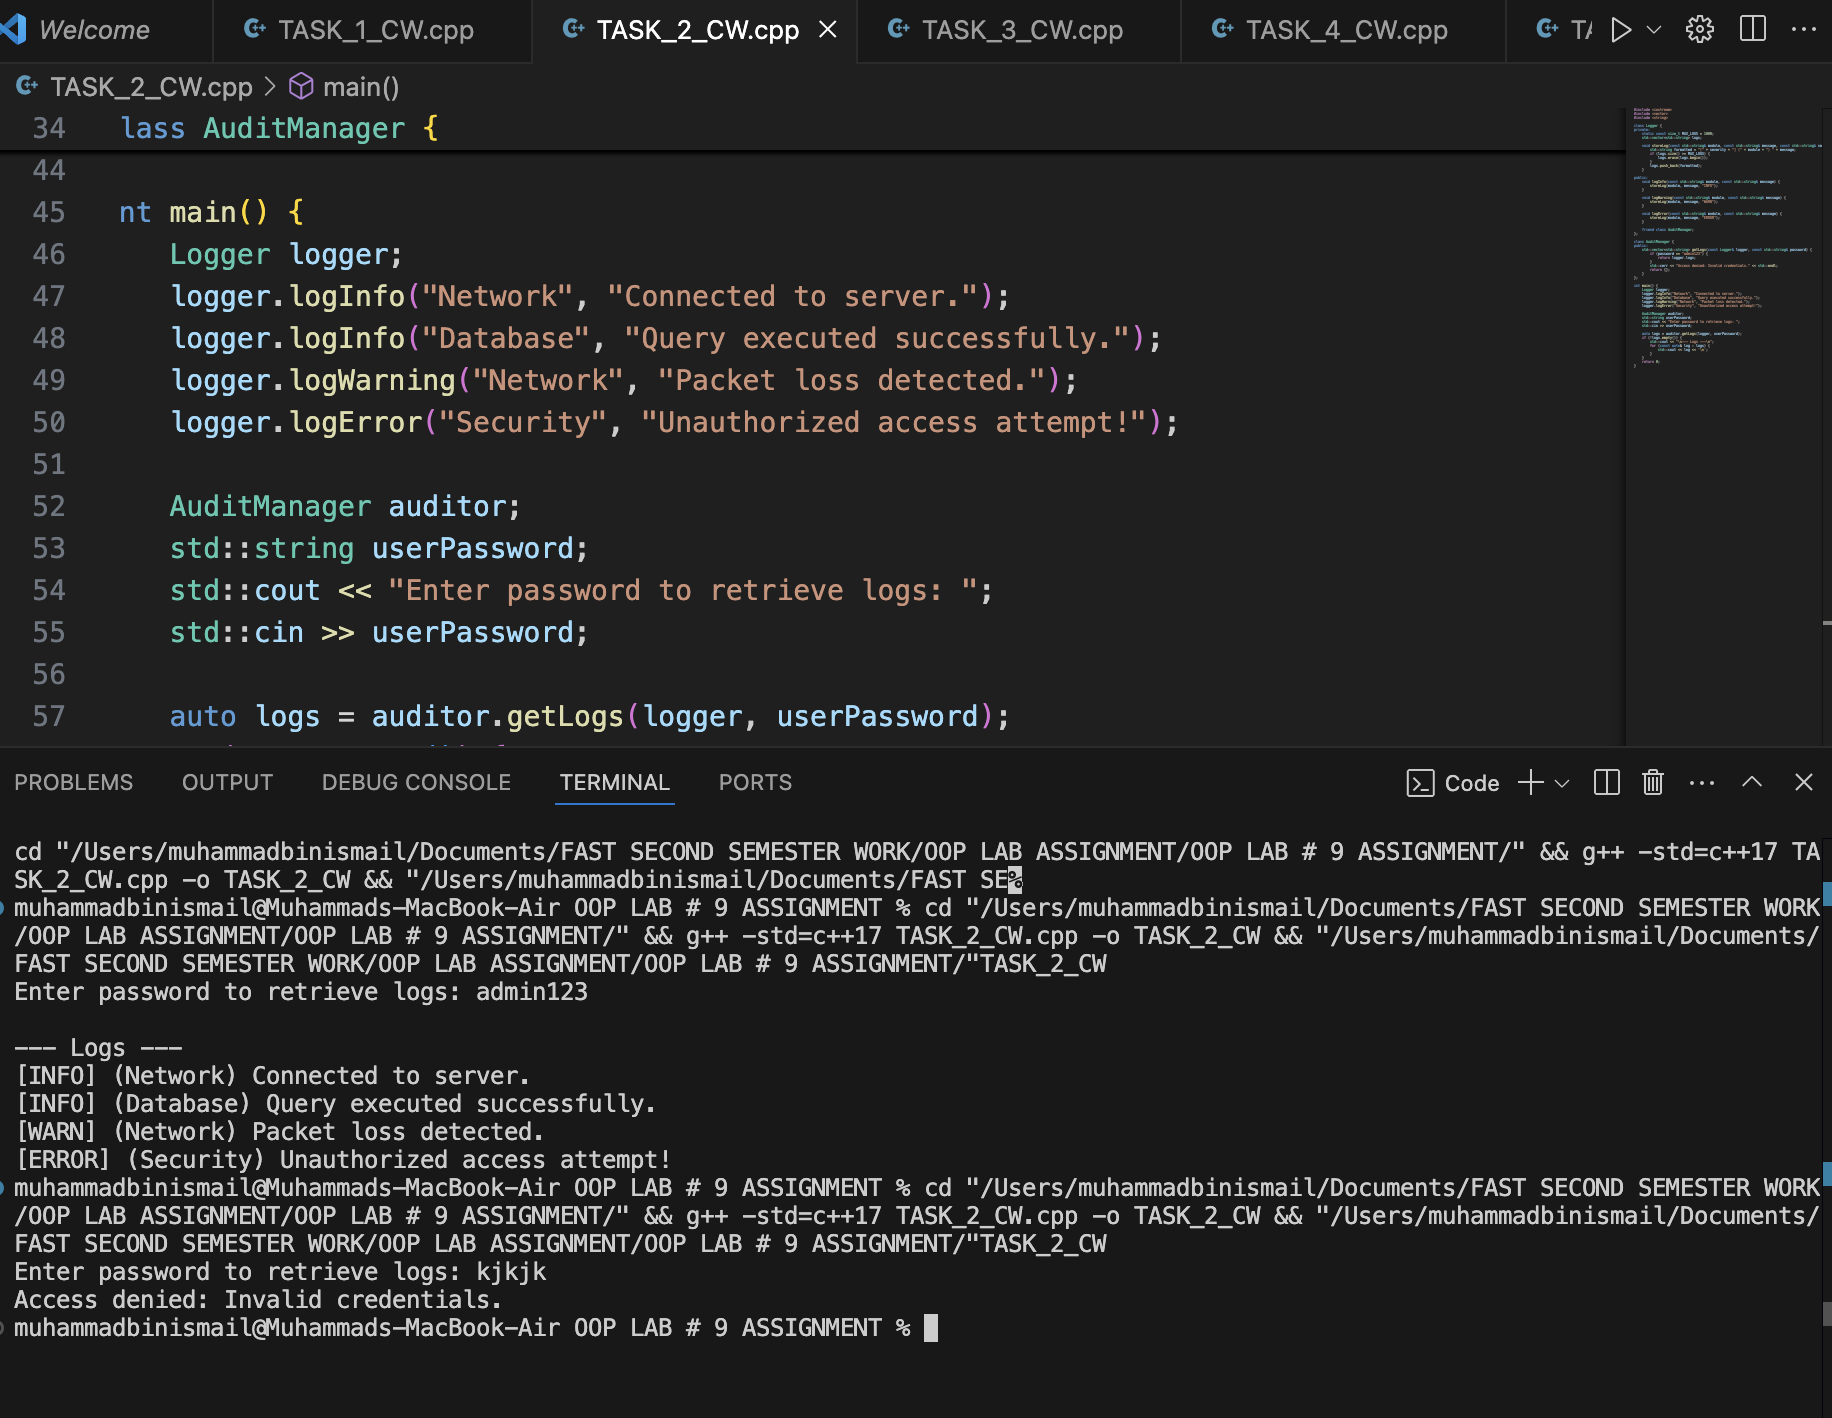 Welcome
TASK_1_CW.cpp
TASK_2_CW.cpp
TASK_3_CW.cpp
TASK_4_CW.cpp
TASK_2_CW.cpp > main()
34 lass AuditManager {
44
45 nt main() {
46 Logger logger;
47 logger.logInfo("Network", "Connected to server.");
48 logger.logInfo("Database", "Query executed successfully.");
49 logger.logWarning("Network", "Packet loss detected.");
50 logger.logError("Security", "Unauthorized access attempt!");
51
52 AuditManager auditor;
53 std::string userPassword;
54 std::cout << "Enter password to retrieve logs: ";
55 std::cin >> userPassword;
56
57 auto logs = auditor.getLogs(logger, userPassword);
PROBLEMS OUTPUT DEBUG CONSOLE TERMINAL PORTS Code
cd "/Users/muhammadbinismail/Documents/FAST SECOND SEMESTER WORK/OOP LAB ASSIGNMENT/OOP LAB # 9 ASSIGNMENT/" && g++ -std=c++17 TA
SK_2_CW.cpp -o TASK_2_CW && "/Users/muhammadbinismail/Documents/FAST SE%
muhammadbinismail@Muhammads-MacBook-Air OOP LAB # 9 ASSIGNMENT % cd "/Users/muhammadbinismail/Documents/FAST SECOND SEMESTER WORK
/OOP LAB ASSIGNMENT/OOP LAB # 9 ASSIGNMENT/" && g++ -std=c++17 TASK_2_CW.cpp -o TASK_2_CW && "/Users/muhammadbinismail/Documents/
FAST SECOND SEMESTER WORK/OOP LAB ASSIGNMENT/OOP LAB # 9 ASSIGNMENT/"TASK_2_CW
Enter password to retrieve logs: admin123
--- Logs ---
[INFO] (Network) Connected to server.
[INFO] (Database) Query executed successfully.
[WARN] (Network) Packet loss detected.
[ERROR] (Security) Unauthorized access attempt!
muhammadbinismail@Muhammads-MacBook-Air OOP LAB # 9 ASSIGNMENT % cd "/Users/muhammadbinismail/Documents/FAST SECOND SEMESTER WORK
/OOP LAB ASSIGNMENT/OOP LAB # 9 ASSIGNMENT/" && g++ -std=c++17 TASK_2_CW.cpp -o TASK_2_CW && "/Users/muhammadbinismail/Documents/
FAST SECOND SEMESTER WORK/OOP LAB ASSIGNMENT/OOP LAB # 9 ASSIGNMENT/"TASK_2_CW
Enter password to retrieve logs: kjkjk
Access denied: Invalid credentials.
muhammadbinismail@Muhammads-MacBook-Air OOP LAB # 9 ASSIGNMENT %